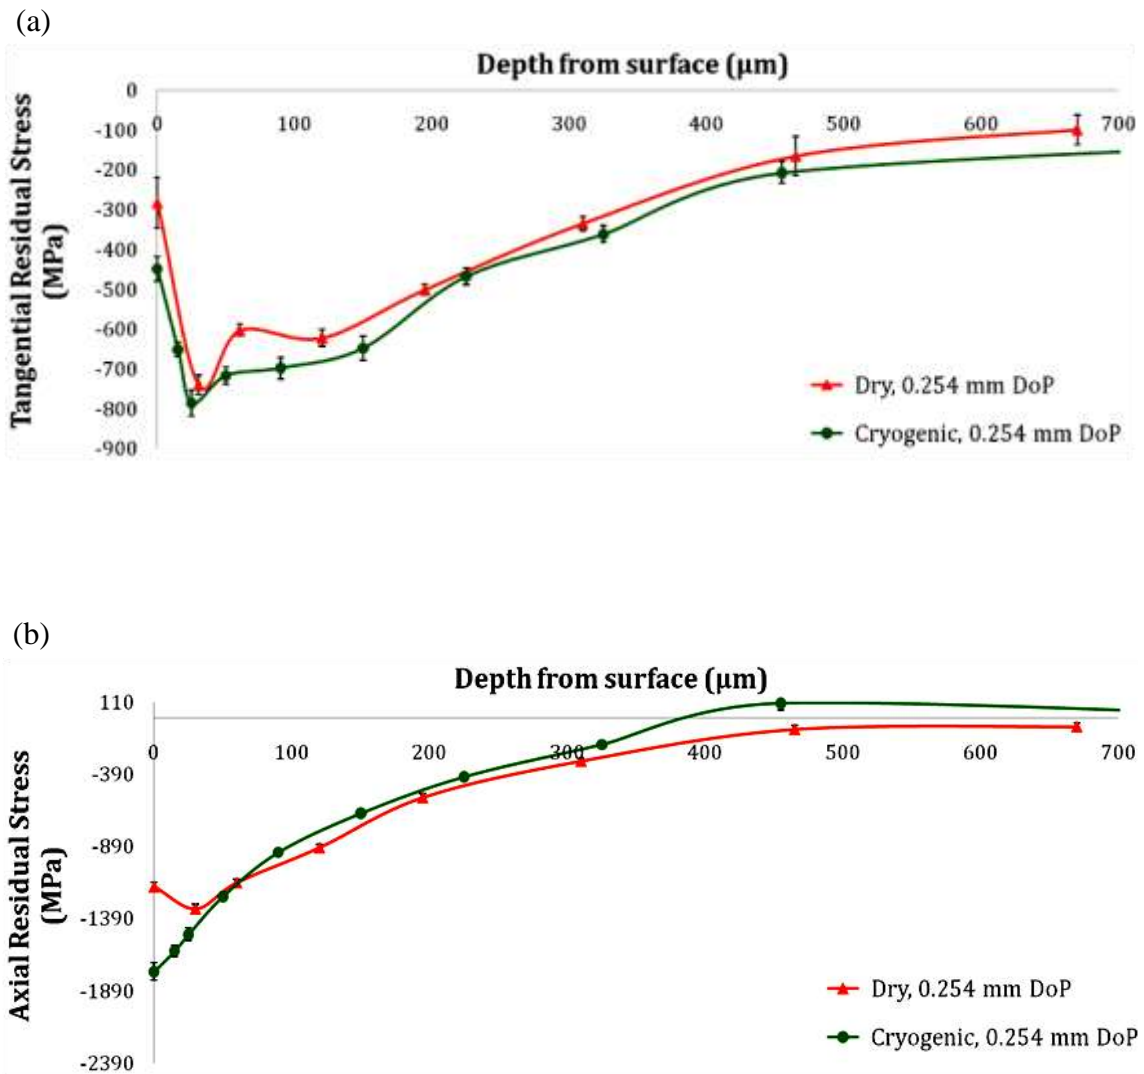 (a)
Depth from surface (µm)
0
-100
-200
-300
-400
-500
-600
-700
-800
-900
0 100 200 300 400 500 600 700
Tangential Residual Stress
(MPa)
Dry, 0.254 mm DoP
Cryogenic, 0.254 mm DoP
(b)
Depth from surface (µm)
110
-390
-890
-1390
-1890
-2390
0 100 200 300 400 500 600 700
Axial Residual Stress
(MPa)
Dry, 0.254 mm DoP
Cryogenic, 0.254 mm DoP